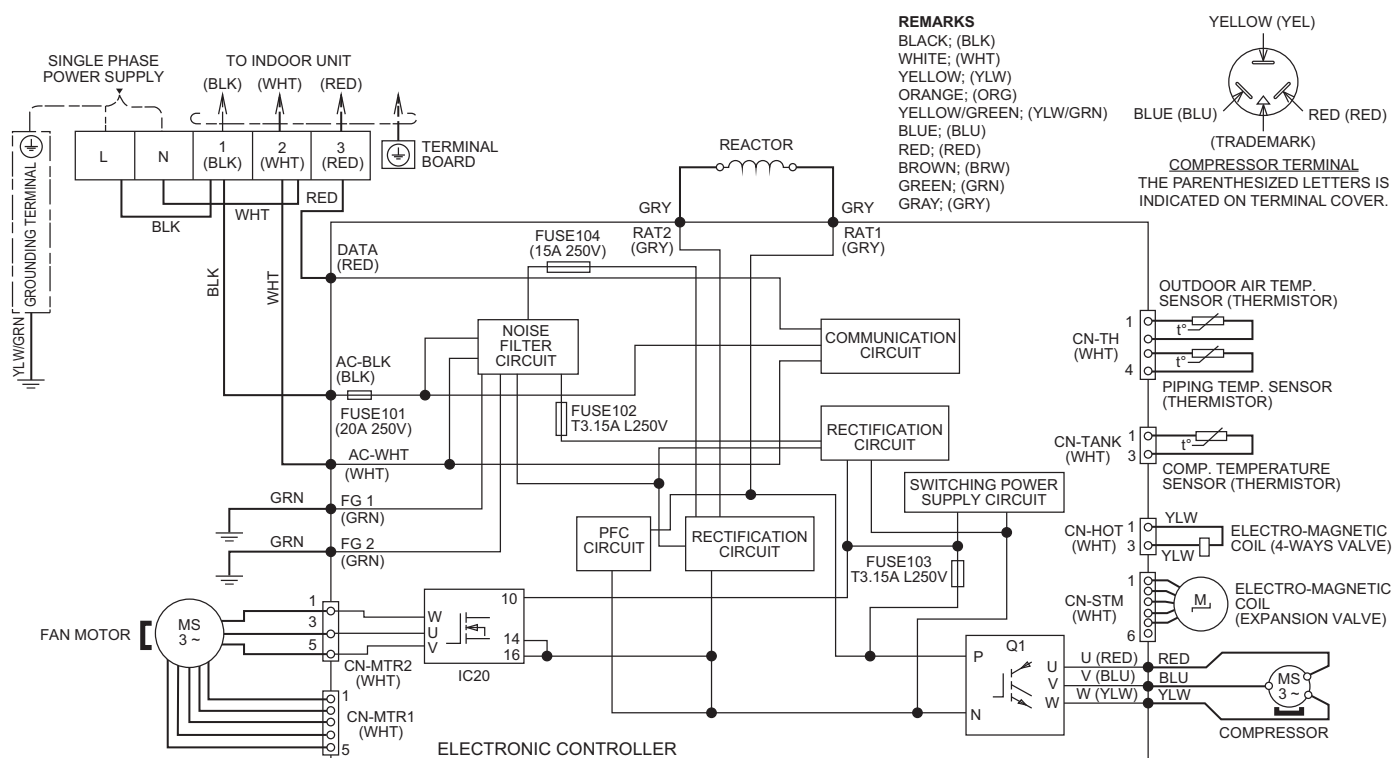 REMARKS
BLACK; (BLK)
WHITE; (WHT)
YELLOW; (YLW)
ORANGE; (ORG)
YELLOW/GREEN; (YLW/GRN)
BLUE; (BLU)
RED; (RED)
BROWN; (BRW)
GREEN; (GRN)
GRAY; (GRY)
YELLOW (YEL)
BLUE (BLU)
RED (RED)
(TRADEMARK)
COMPRESSOR TERMINAL
THE PARENTHESIZED LETTERS IS
INDICATED ON TERMINAL COVER.
SINGLE PHASE
POWER SUPPLY
TO INDOOR UNIT
(BLK)
(WHT)
(RED)
GROUNDING TERMINAL
YLW/GRN
L
N
1
(BLK)
2
(WHT)
3
(RED)
TERMINAL
BOARD
BLK
WHT
RED
BLK
WHT
REACTOR
GRY
GRY
RAT2
(GRY)
RAT1
(GRY)
DATA
(RED)
FUSE104
(15A 250V)
NOISE
FILTER
CIRCUIT
COMMUNICATION
CIRCUIT
AC-BLK
(BLK)
FUSE101
(20A 250V)
FUSE102
T3.15A L250V
RECTIFICATION
CIRCUIT
AC-WHT
(WHT)
SWITCHING POWER
SUPPLY CIRCUIT
GRN
FG 1
(GRN)
GRN
FG 2
(GRN)
PFC
CIRCUIT
RECTIFICATION
CIRCUIT
FUSE103
T3.15A L250V
OUTDOOR AIR TEMP.
SENSOR (THERMISTOR)
1
t°
CN-TH
(WHT)
t°
4
PIPING TEMP. SENSOR
(THERMISTOR)
CN-TANK
(WHT)
1
3
t°
COMP. TEMPERATURE
SENSOR (THERMISTOR)
CN-HOT
(WHT)
1
3
YLW
YLW
ELECTRO-MAGNETIC
COIL (4-WAYS VALVE)
1
CN-STM
(WHT)
6
M
ELECTRO-MAGNETIC
COIL
(EXPANSION VALVE)
FAN MOTOR
MS
3 ~
1
3
5
CN-MTR2
(WHT)
1
CN-MTR1
(WHT)
5
W
U
V
10
14
16
IC20
P
N
Q1
U
V
W
U (RED)
V (BLU)
W (YLW)
RED
BLU
YLW
MS
3 ~
COMPRESSOR
ELECTRONIC CONTROLLER